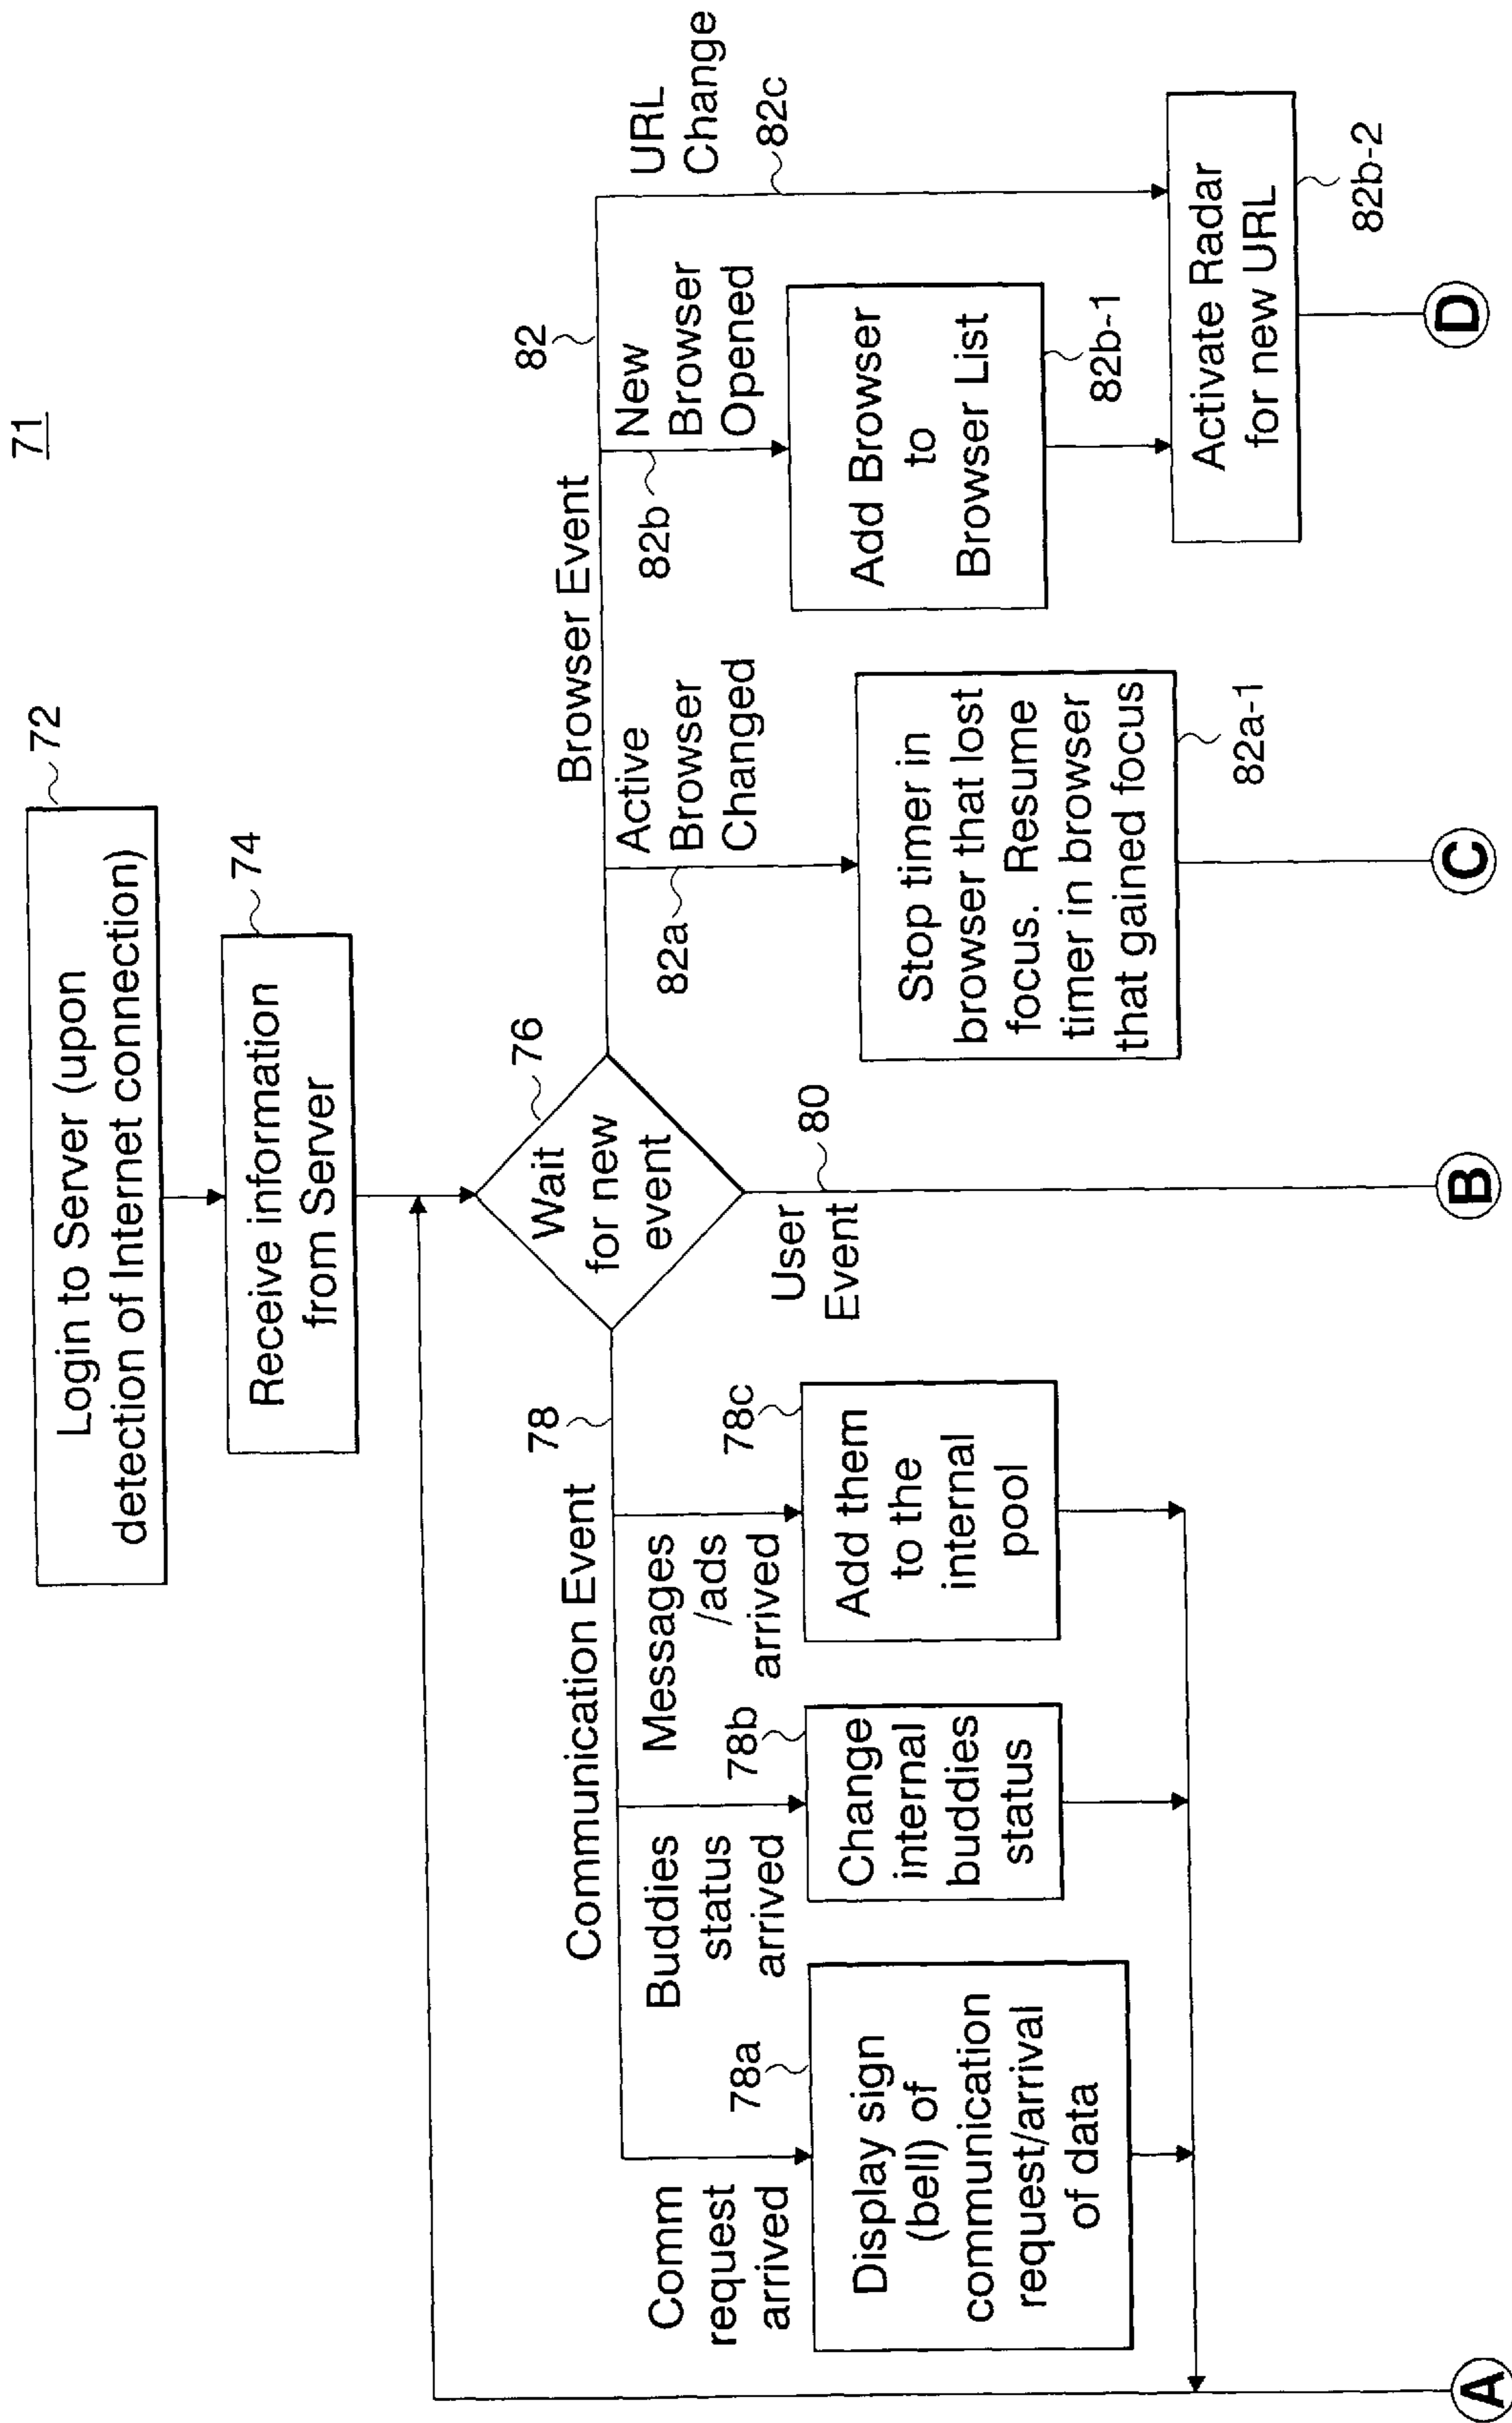 71
Login to Server (upon
detection of Internet connection)
72
Receive information
from Server
74
Wait
for new
event
76
Communication Event
78
Browser Event
82
User
Event
80
Comm
request
arrived
Buddies
status
arrived
Messages
/ads
arrived
Active
Browser
Changed
82a
New
Browser
Opened
82b
URL
Change
82c
78a
Display sign
(bell) of
communication
request/arrival
of data
78b
Change
internal
buddies
status
78c
Add them
to the
internal
pool
Stop timer in
browser that lost
focus. Resume
timer in browser
that gained focus
82a-1
Add Browser
to
Browser List
82b-1
Activate Radar
for new URL
82b-2
A
B
C
D